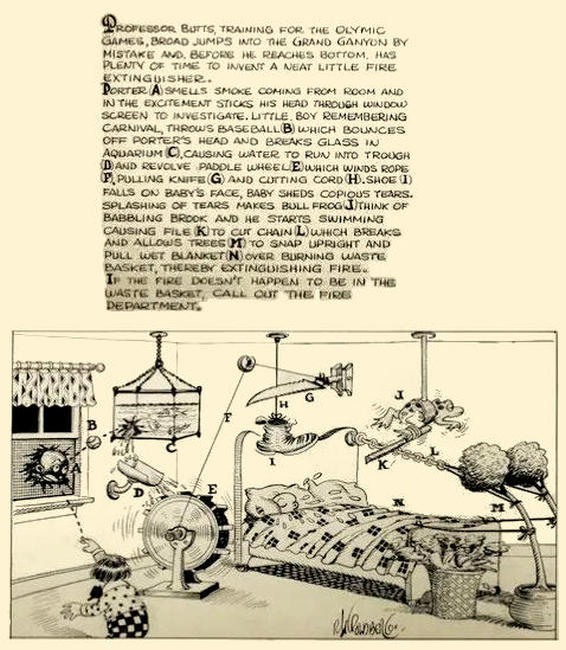 PROFESSOR BUTTS, TRAINING FOR THE OLYMIC
GAMES, BROAD JUMPS INTO THE GRAND GANYON BY
MISTAKE AND, BEFORE HE REACHES BOTTOM, HAS
PLENTY OF TIME TO INVENT A NEAT LITTLE FIRE
EXTINGUISHER.
PORTER (A) SMELLS SMOKE COMING FROM ROOM AND
IN THE EXCITEMENT STICKS HIS HEAD THROUGH WINDOW
SCREEN TO INVESTIGATE. LITTLE BOY REMEMBERING
CARNIVAL, THROWS BASEBALL (B) WHICH BOUNCES
OFF PORTER'S HEAD AND BREAKS GLASS IN
AQUARIUM (C), CAUSING WATER TO RUN INTO TROUGH
(D) AND REVOLVE PADDLE WHEEL (E) WHICH WINDS ROPE
F, PULLING KNIFE (G) AND CUTTING CORD (H). SHOE (I)
FALLS ON BABY'S FACE, BABY SHEDS COPIOUS TEARS.
SPLASHING OF TEARS MAKES BULL FROG (J) THINK OF
BABBLING BROOK AND HE STARTS SWIMMING
CAUSING FILE (K) TO CUT CHAIN (L) WHICH BREAKS
AND ALLOWS TREES (M) TO SNAP UPRIGHT AND
PULL WET BLANKET (N) OVER BURNING WASTE
BASKET, THEREBY EXTINGUISHING FIRE.
IF THE FIRE DOESN'T HAPPEN TO BE IN THE
WASTE BASKET, CALL OUT THE FIRE
DEPARTMENT.
A
B
C
D
E
F
G
H
I
J
K
L
M
N